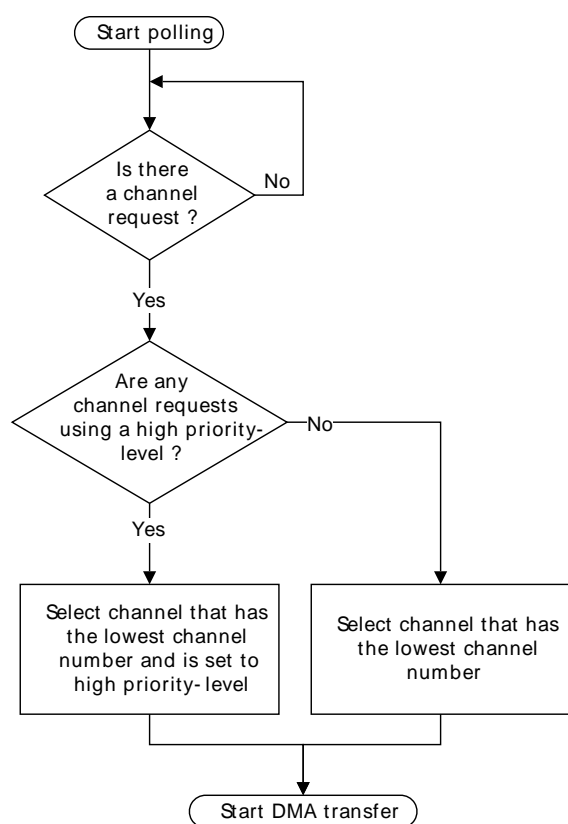 Start polling
Is there
a channel
request ?
No
Yes
Are any
channel requests
using a high priority-
level ?
No
Yes
Select channel that has
the lowest channel
number and is set to
high priority-level
Select channel that has
the lowest channel
number
Start DMA transfer